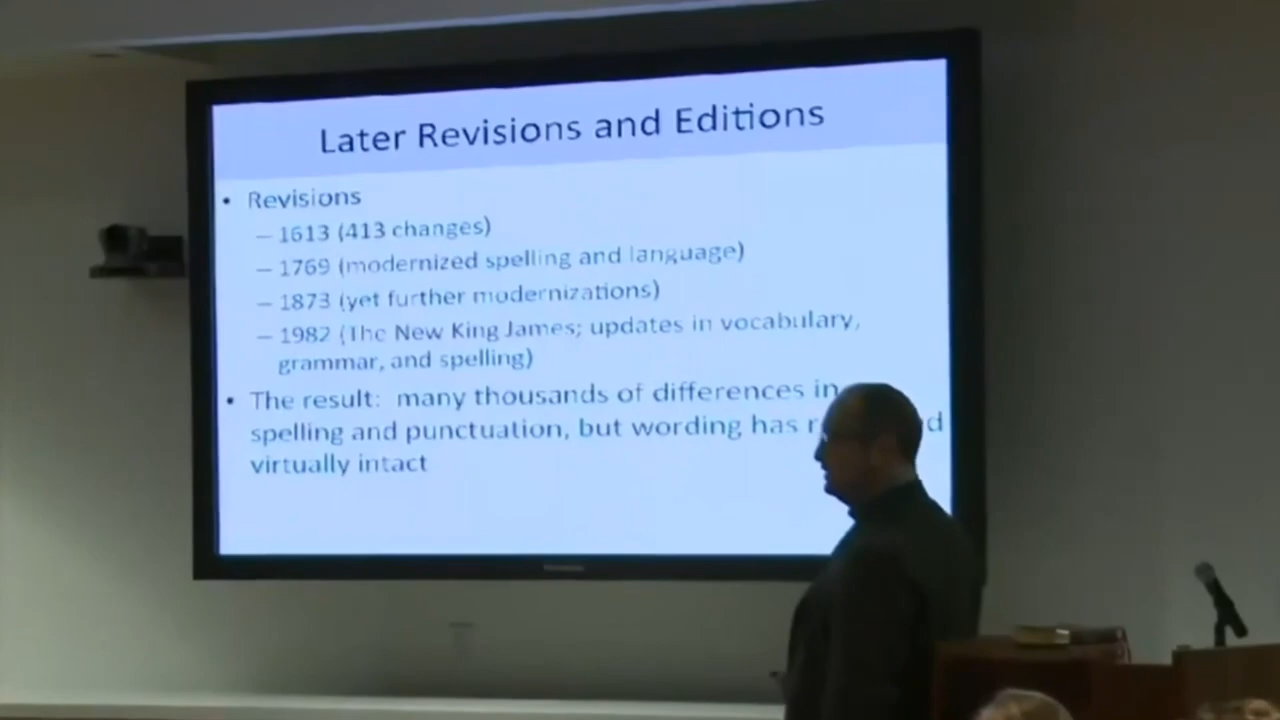 Later Revisions and Editions
• Revisions
– 1613 (413 changes)
– 1769 (modernized spelling and language)
– 1873 (yet further modernizations)
– 1982 (The New King James; updates in vocabulary,
grammar, and spelling)
• The result: many thousands of differences in
spelling and punctuation, but wording has
virtually intact